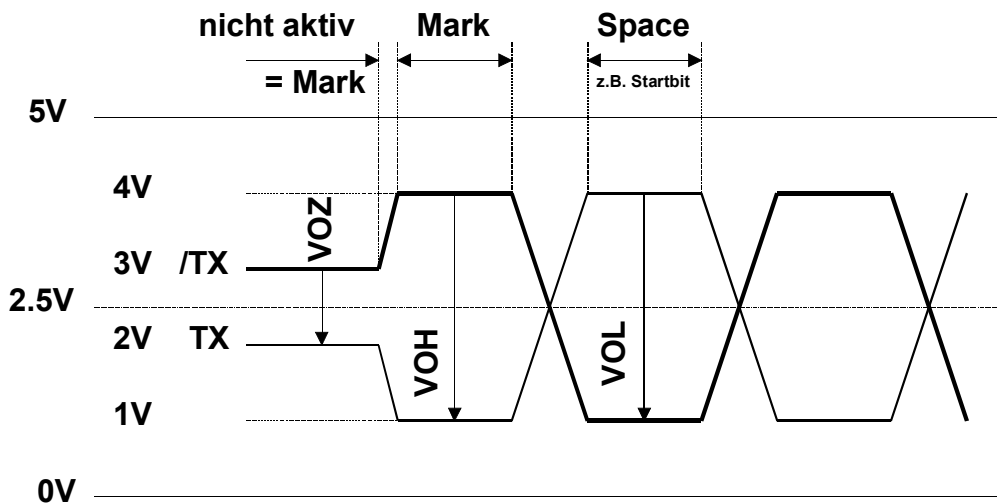 nicht aktiv
Mark
Space
= Mark
z.B. Startbit
5V
4V
VOZ
3V /TX
2.5V
2V TX
VOH
VOL
1V
0V